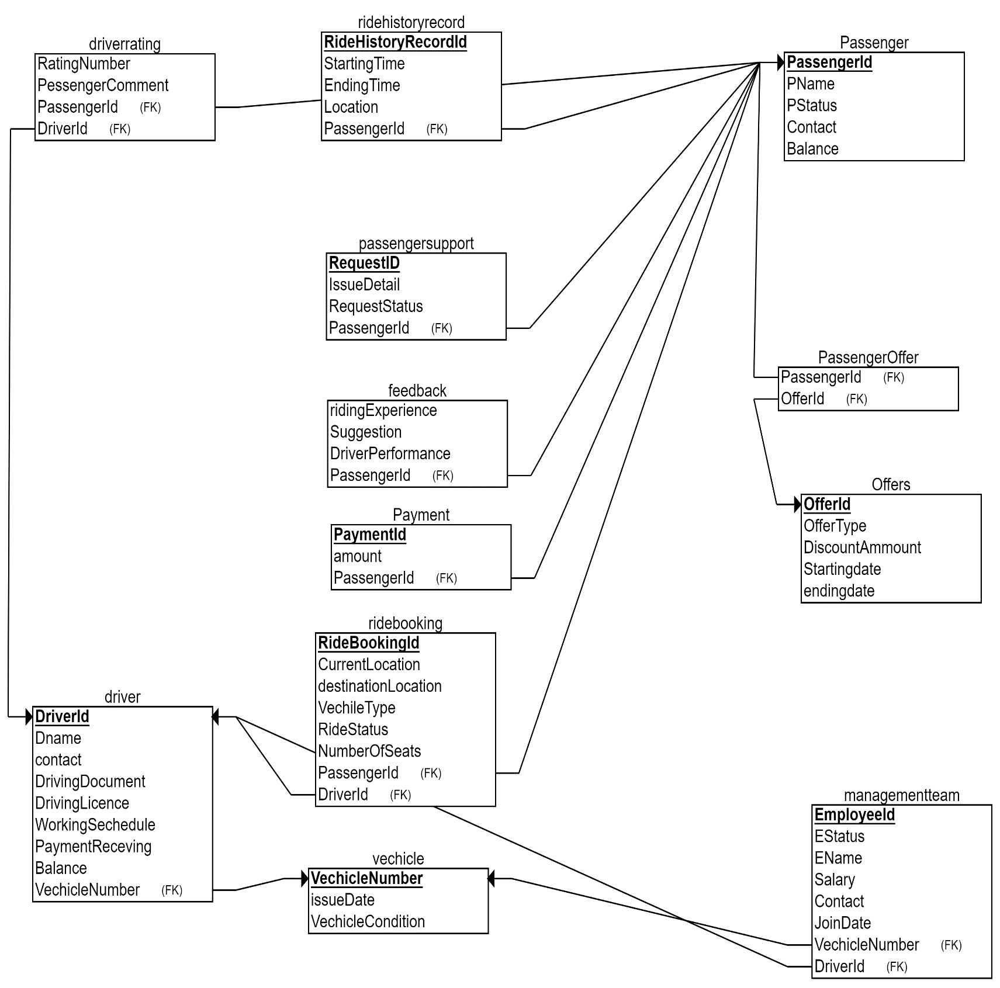 ridehistoryrecord
RideHistoryRecordId
StartingTime
EndingTime
Location
PassengerId (FK)
driverrating
RatingNumber
PessengerComment
PassengerId (FK)
DriverId (FK)
Passenger
PassengerId
PName
PStatus
Contact
Balance
passengersupport
RequestID
IssueDetail
RequestStatus
PassengerId (FK)
PassengerOffer
PassengerId (FK)
OfferId (FK)
feedback
ridingExperience
Suggestion
DriverPerformance
PassengerId (FK)
Offers
OfferId
OfferType
DiscountAmmount
Startingdate
endingdate
Payment
PaymentId
amount
PassengerId (FK)
ridebooking
RideBookingId
CurrentLocation
destinationLocation
VechileType
RideStatus
NumberOfSeats
PassengerId (FK)
DriverId (FK)
driver
DriverId
Dname
contact
DrivingDocument
DrivingLicence
WorkingSechedule
PaymentReceving
Balance
VechicleNumber (FK)
vechicle
VechicleNumber
issueDate
VechicleCondition
managementteam
EmployeeId
EStatus
EName
Salary
Contact
JoinDate
VechicleNumber (FK)
DriverId (FK)